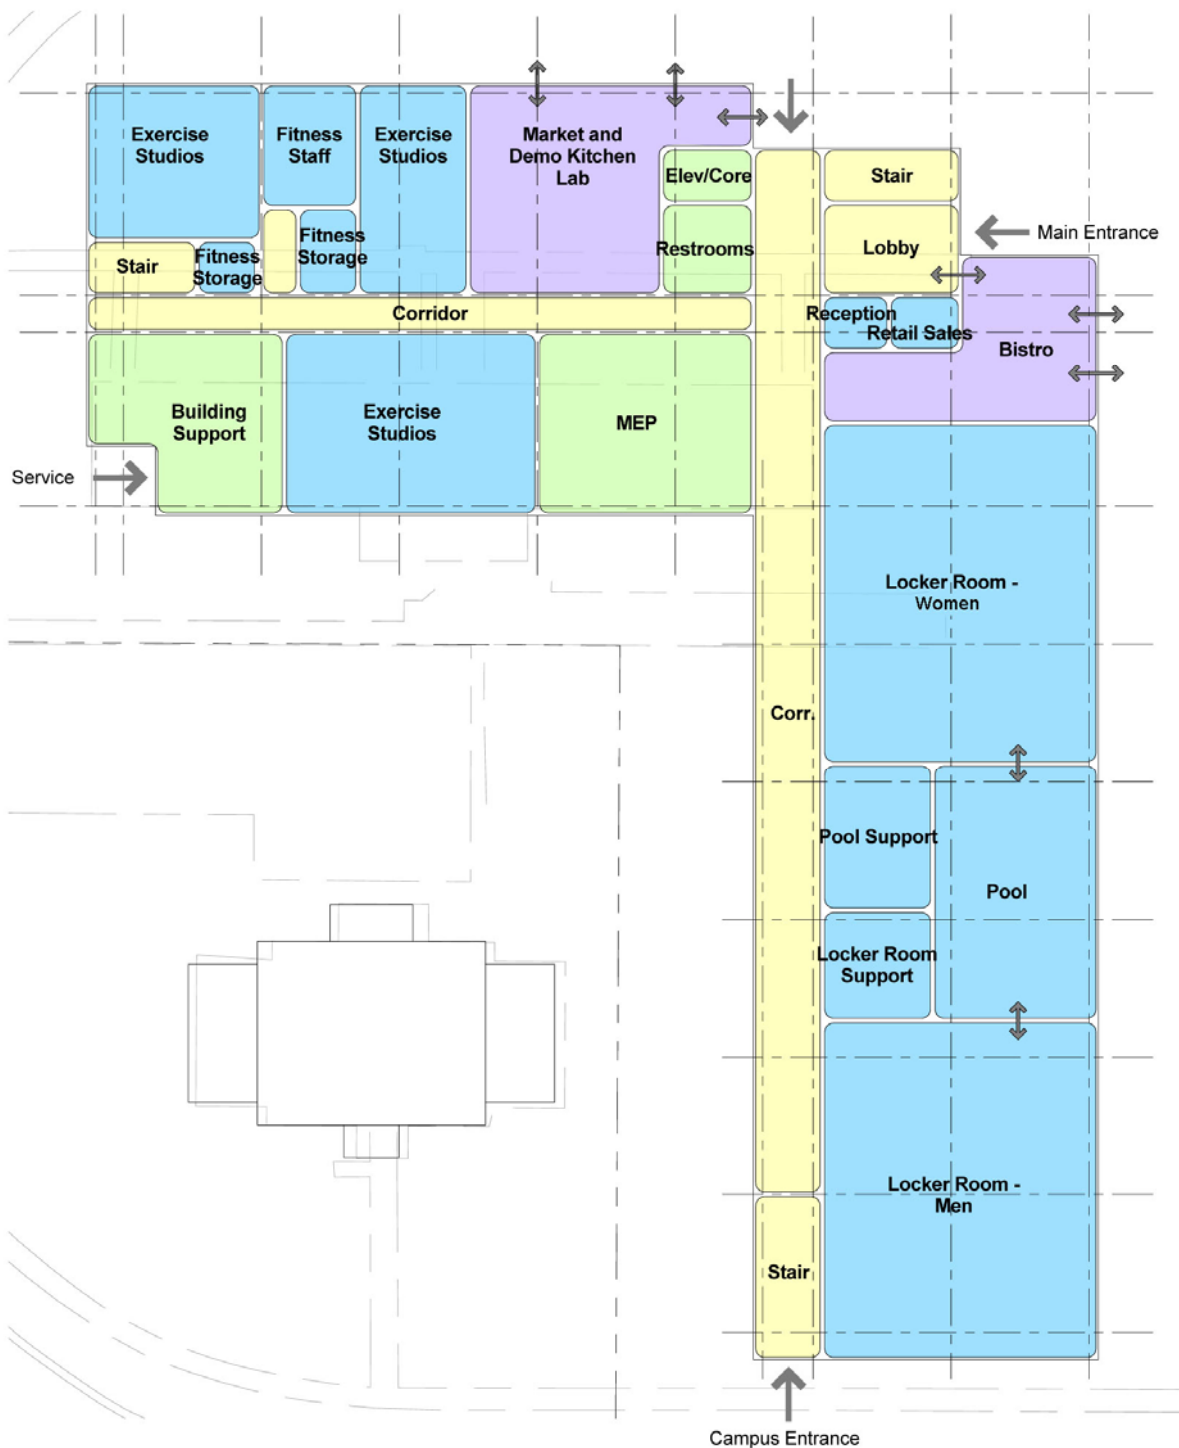 Exercise
Studios
Fitness
Staff
Exercise
Studios
Market and
Demo Kitchen
Lab
Elev/Core
Stair
Restrooms
Lobby
Main Entrance
Stair
Fitness
Storage
Fitness
Storage
Corridor
Reception
Retail Sales
Bistro
Building
Support
Exercise
Studios
MEP
Service
Locker Room -
Women
Corr.
Pool Support
Pool
Locker Room
Support
Locker Room -
Men
Stair
Campus Entrance